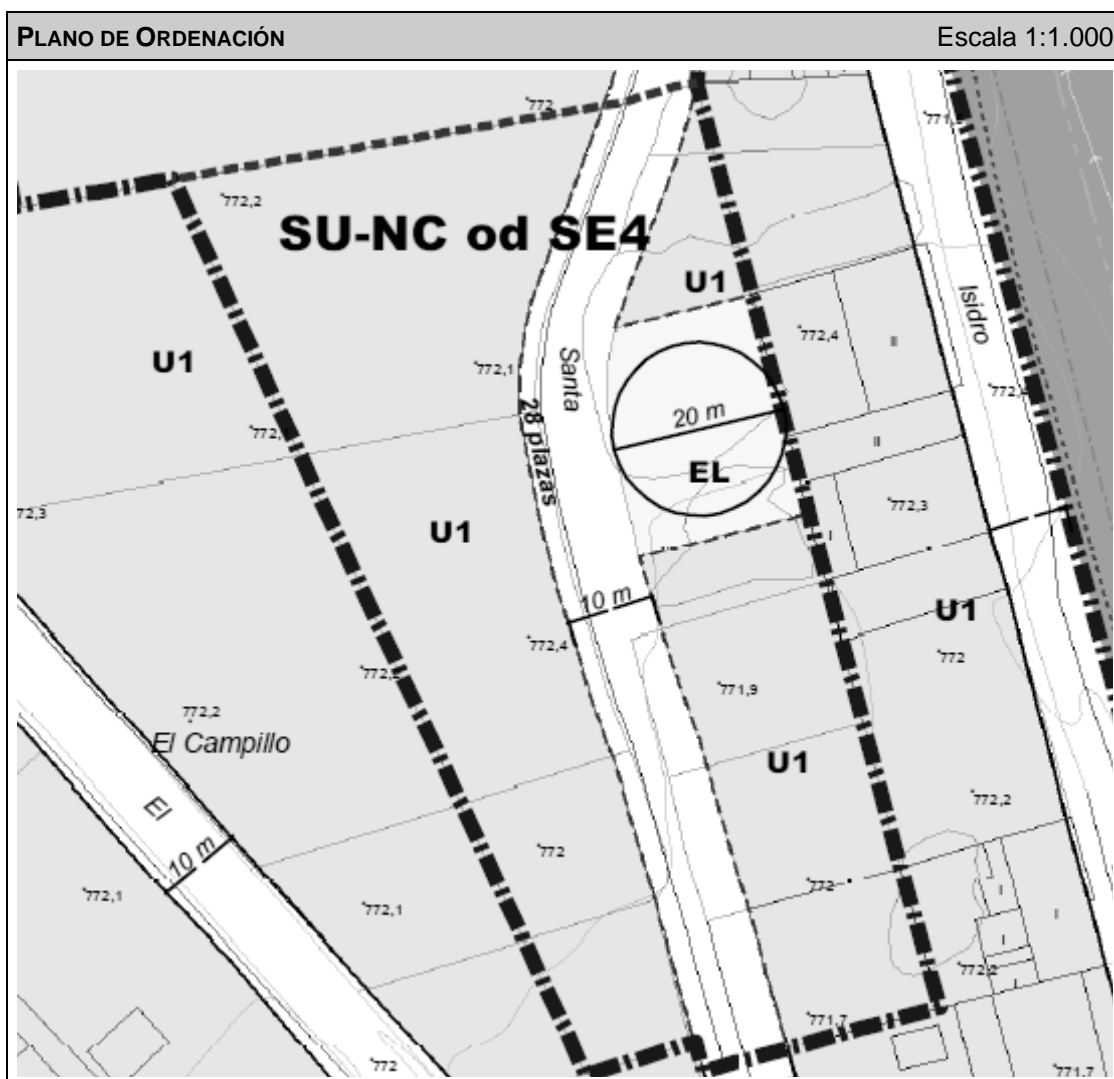 PLANO DE ORDENACIÓN Escala 1:1.000
772
772,2
SU-NC od SE4
U1
U1
Isidro
772,4
II
772,1
Santa
28 plazas
20 m
EL
II
72,3
U1
772,3
I
10 m
772,4
U1
772
771,9
772,2
El Campillo
U1
772,2
El
10 m
772
772,1
772,1
772
I
I
I
772,2
I
771,7
772
771,7